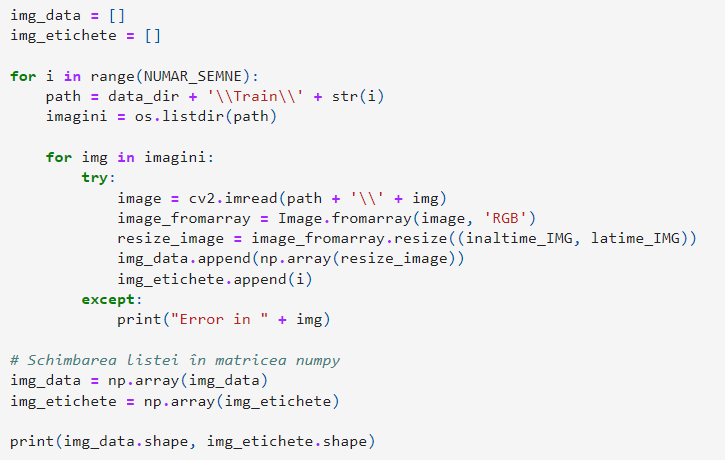 img_data = []
img_etichete = []
for i in range(NUMAR_SEMNE):
    path = data_dir + '\\Train\\' + str(i)
    imagini = os.listdir(path)
    for img in imagini:
        try:
            image = cv2.imread(path + '\\' + img)
            image_fromarray = Image.fromarray(image, 'RGB')
            resize_image = image_fromarray.resize((inaltime_IMG, latime_IMG))
            img_data.append(np.array(resize_image))
            img_etichete.append(i)
        except:
            print("Error in " + img)
# Schimbarea listei în matricea numpy
img_data = np.array(img_data)
img_etichete = np.array(img_etichete)
print(img_data.shape, img_etichete.shape)